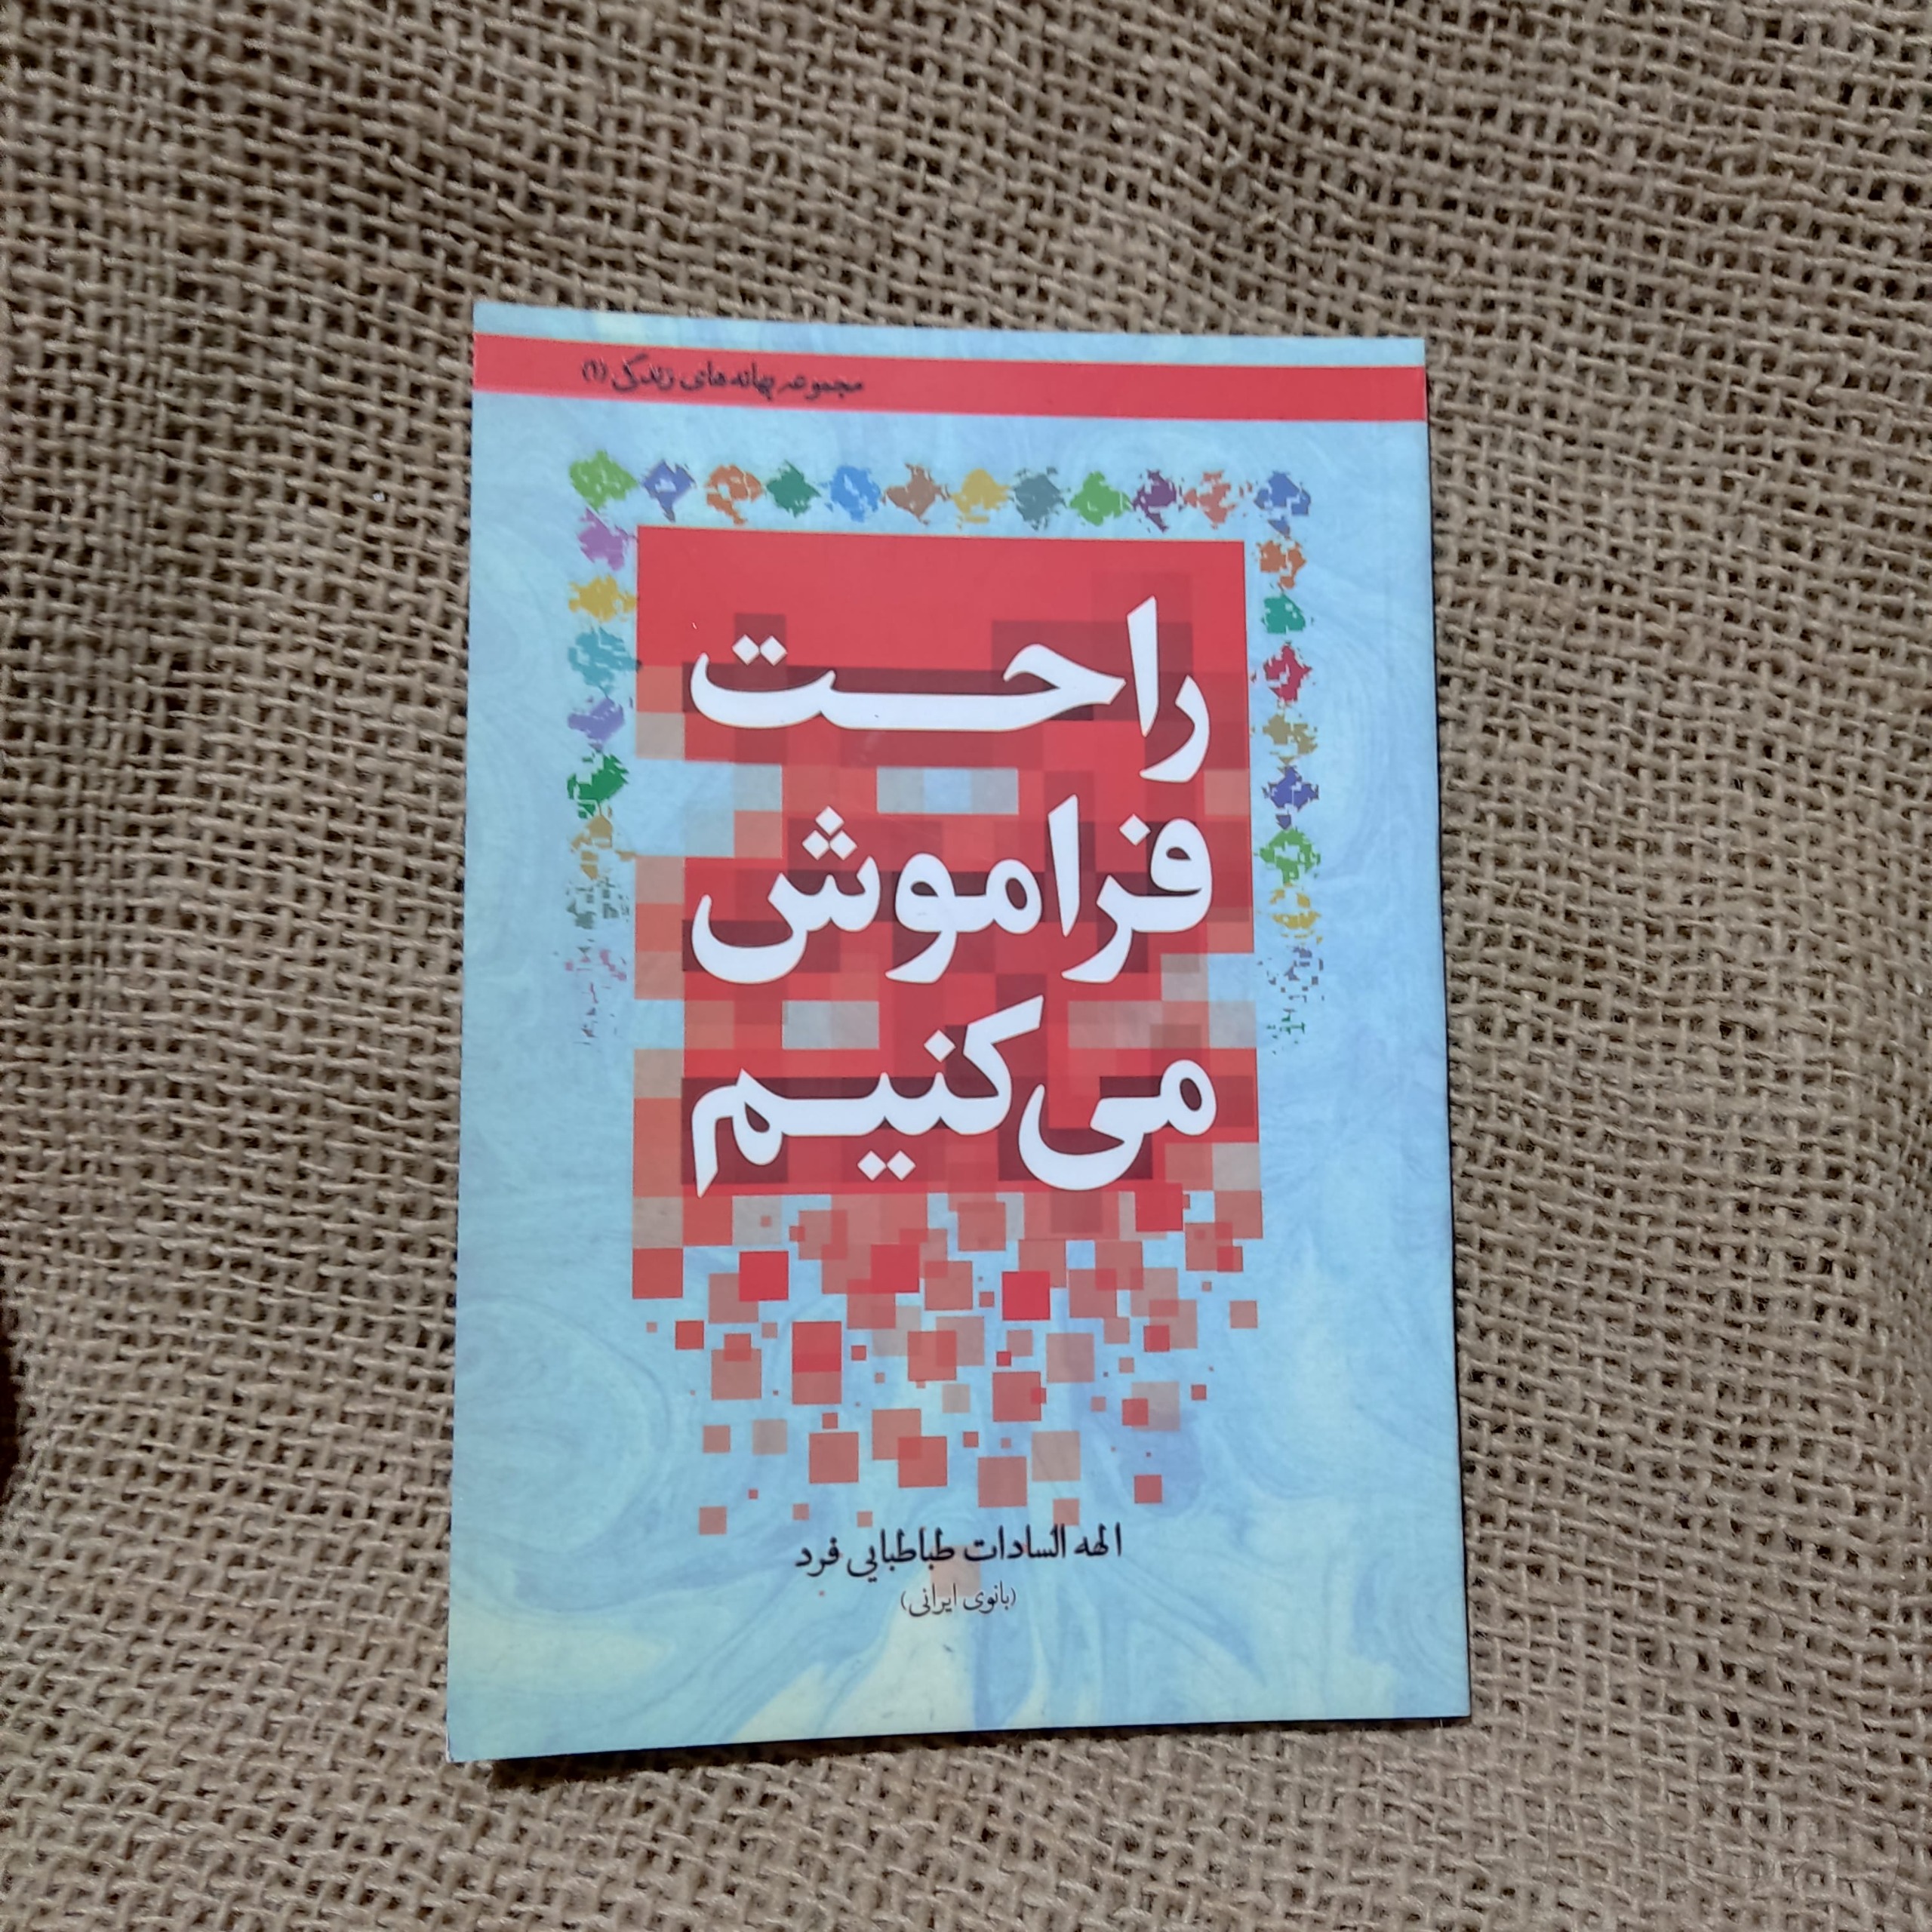 مجموعه بهانه‌های زندگی (۱)
راحت
فراموش
می‌کنیم
الهه السادات طباطبایی فرد
(بانوی ایرانی)